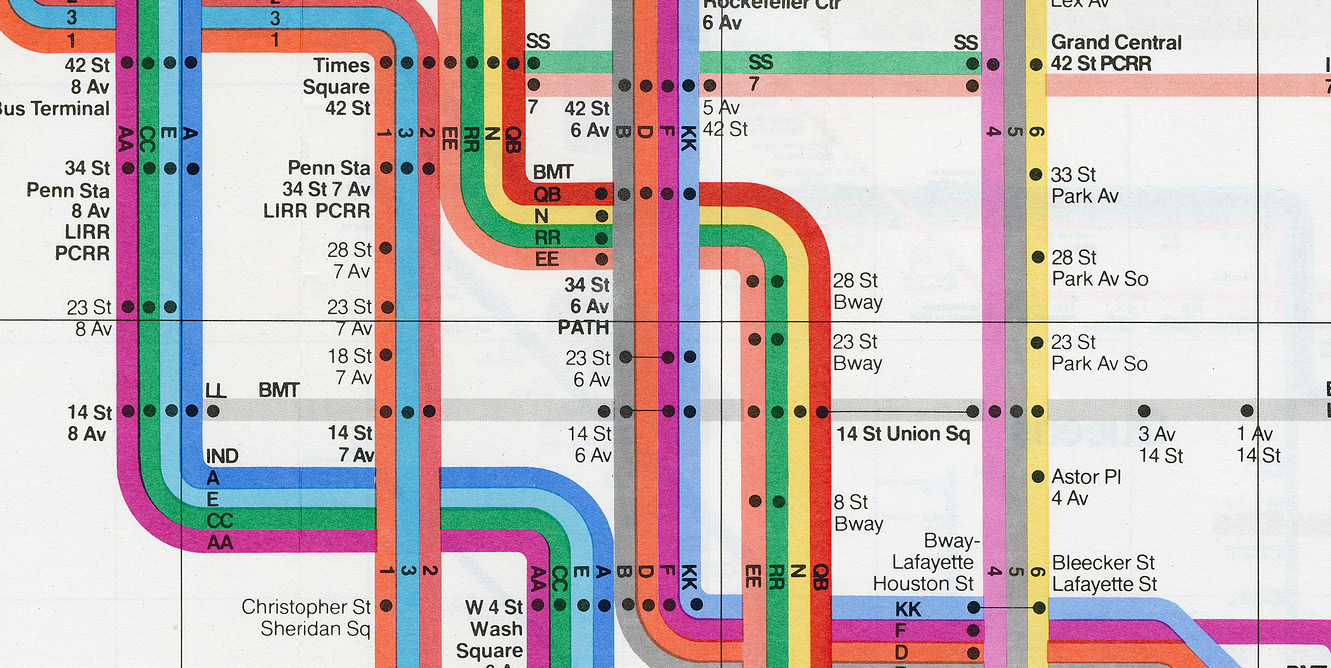 3
2
1
3
1
Rockefeller Ctr
6 Av
Lex Av
SS
SS
Grand Central
42 St PCRR
42 St
8 Av
Bus Terminal
Times
Square
42 St
SS
7
7
42 St
6 Av
5 Av
42 St
AA
CC
E
A
1
3
2
EE
RR
N
QB
B
D
F
KK
4
5
6
34 St
Penn Sta
8 Av
LIRR
PCRR
Penn Sta
34 St 7 Av
LIRR PCRR
BMT
QB
N
RR
EE
33 St
Park Av
28 St
7 Av
34 St
6 Av
PATH
28 St
Bway
28 St
Park Av So
23 St
8 Av
23 St
7 Av
18 St
7 Av
23 St
6 Av
23 St
Bway
23 St
Park Av So
LL
BMT
14 St
8 Av
14 St
7 Av
14 St
6 Av
14 St Union Sq
3 Av
14 St
1 Av
14 St
IND
A
E
CC
AA
8 St
Bway
Astor Pl
4 Av
1
3
2
AA
CC
E
A
B
D
F
KK
EE
RR
N
QB
Bway-
Lafayette
Houston St
4
5
6
Bleecker St
Lafayette St
Christopher St
Sheridan Sq
W 4 St
Wash
Square
6 Av
KK
F
D